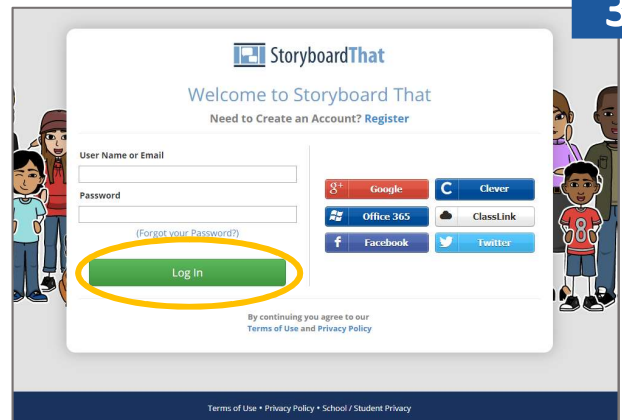 3
StoryboardThat
Welcome to Storyboard That
Need to Create an Account? Register
User Name or Email
Password
(Forgot your Password?)
Log In
g+ Google
C Clever
Office 365
ClassLink
f Facebook
Twitter
By continuing you agree to our
Terms of Use and Privacy Policy
8
Terms of Use • Privacy Policy • School / Student Privacy